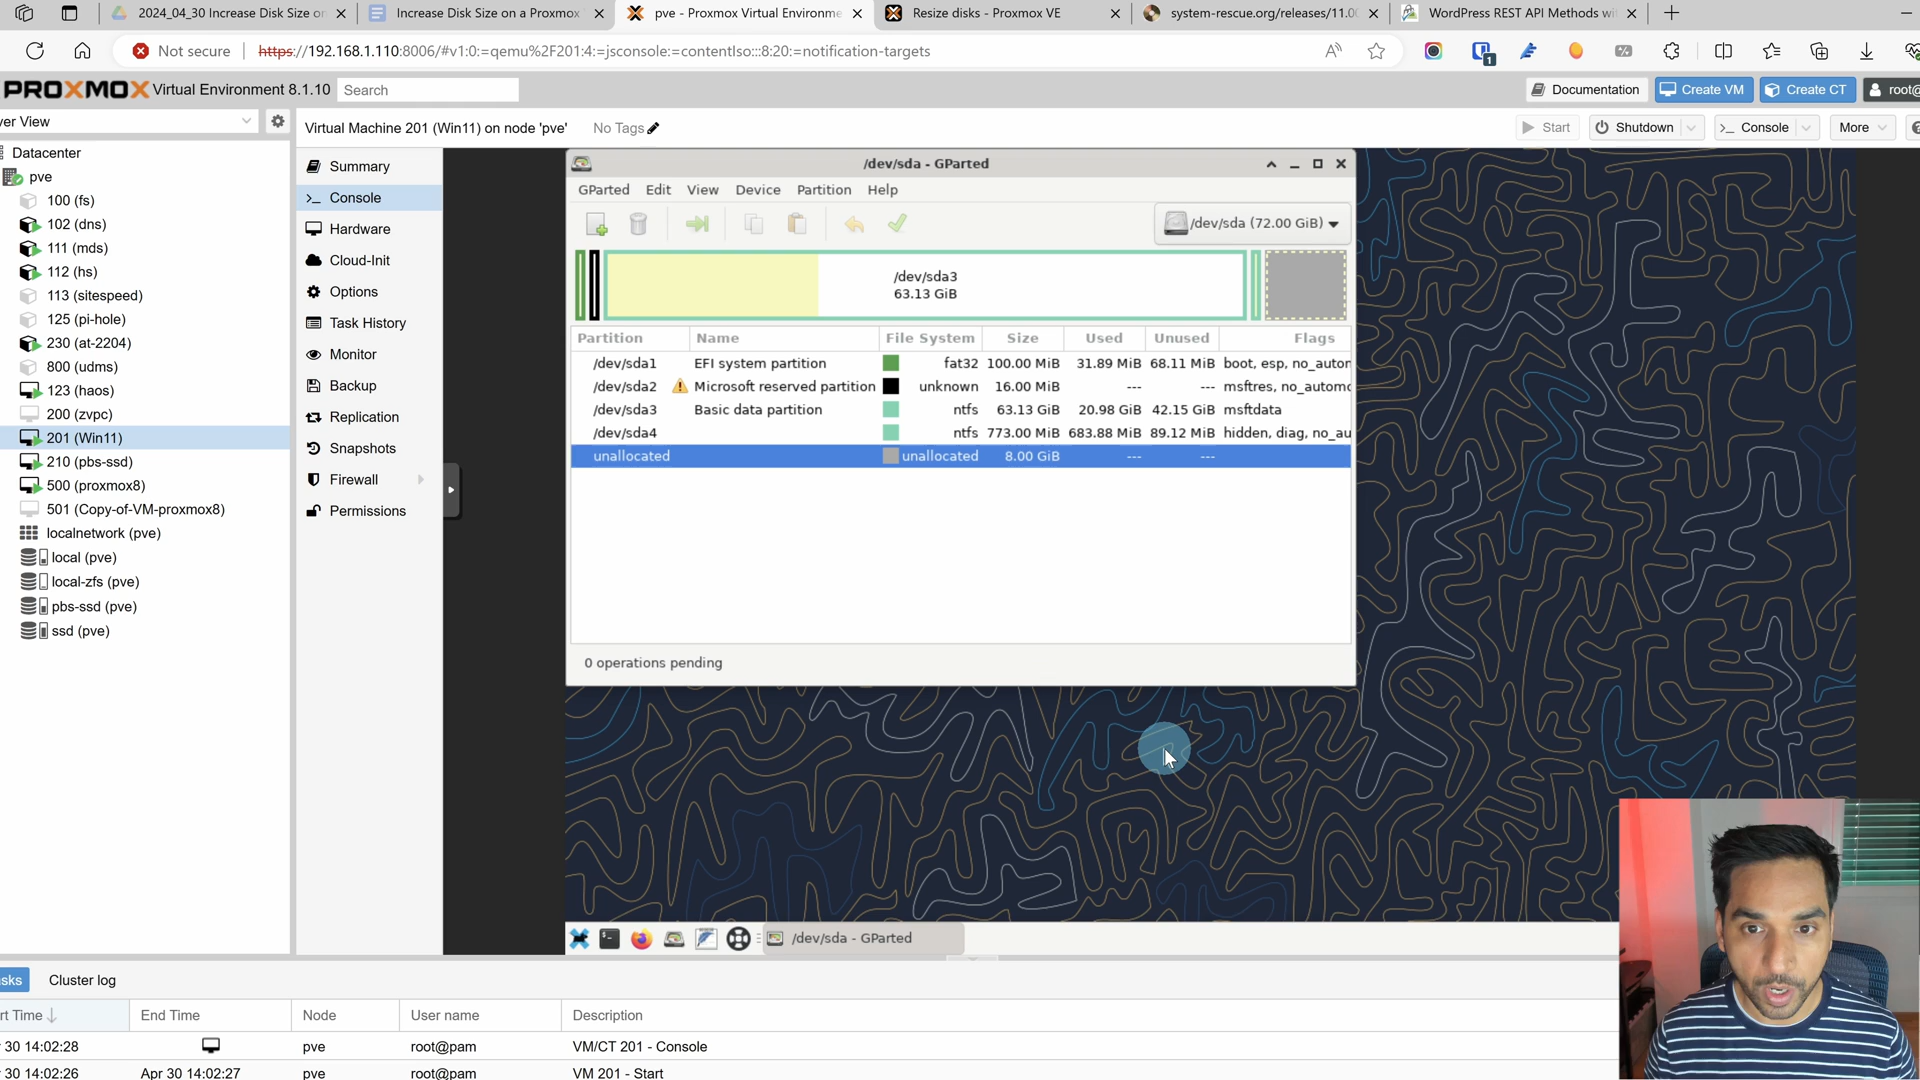 2024_04_30 Increase Disk Size or
Increase Disk Size on a Proxmox
pve - Proxmox Virtual Environme
Resize disks - Proxmox VE
system-rescue.org/releases/11.00
WordPress REST API Methods wi
Not secure
https://192.168.1.110:8006/#v1:0:=qemu%2F201:4:=jsconsole:=contentIso:::8:20:=notification-targets
1
PROXMOX Virtual Environment 8.1.10
Search
Documentation
Create VM
Create CT
root@
ver View
Virtual Machine 201 (Win11) on node 'pve'
No Tags
Start
Shutdown
Console
More
Datacenter
pve
100 (fs)
102 (dns)
111 (mds)
112 (hs)
113 (sitespeed)
125 (pi-hole)
230 (at-2204)
800 (udms)
123 (haos)
200 (zvpc)
201 (Win11)
210 (pbs-ssd)
500 (proxmox8)
501 (Copy-of-VM-proxmox8)
localnetwork (pve)
local (pve)
local-zfs (pve)
pbs-ssd (pve)
ssd (pve)
Summary
Console
Hardware
Cloud-Init
Options
Task History
Monitor
Backup
Replication
Snapshots
Firewall
Permissions
/dev/sda - GParted
GParted Edit View Device Partition Help
/dev/sda (72.00 GiB)
/dev/sda3
63.13 GiB
Partition Name File System Size Used Unused Flags
/dev/sda1 EFI system partition fat32 100.00 MiB 31.89 MiB 68.11 MiB boot, esp, no_autom
/dev/sda2 Microsoft reserved partition unknown 16.00 MiB --- --- msftres, no_automo
/dev/sda3 Basic data partition ntfs 63.13 GiB 20.98 GiB 42.15 GiB msftdata
/dev/sda4 ntfs 773.00 MiB 683.88 MiB 89.12 MiB hidden, diag, no_au
unallocated unallocated 8.00 GiB --- ---
0 operations pending
/dev/sda - GParted
asks
Cluster log
rt Time End Time Node User name Description
30 14:02:28 pve root@pam VM/CT 201 - Console
30 14:02:26 Apr 30 14:02:27 pve root@pam VM 201 - Start